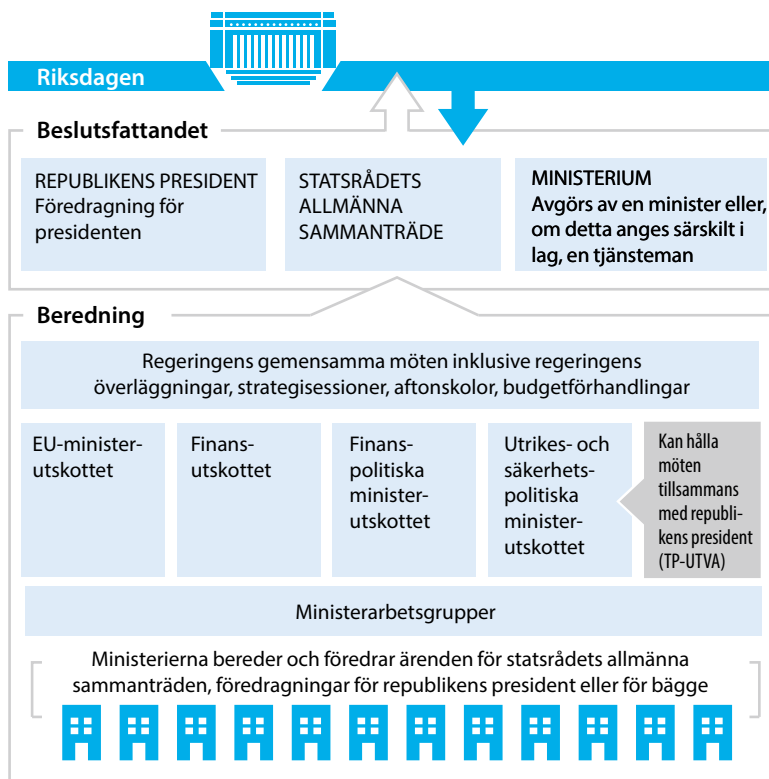 Riksdagen
Beslutsfattandet
REPUBLIKENS PRESIDENT
Föredragning för
presidenten
STATSRÅDETS
ALLMÄNNA
SAMMANTRÄDE
MINISTERIUM
Avgörs av en minister eller,
om detta anges särskilt i
lag, en tjänsteman
Beredning
Regeringens gemensamma möten inklusive regeringens
överläggningar, strategisessioner, aftonskolor, budgetförhandlingar
EU-minister-
utskottet
Finans-
utskottet
Finans-
politiska
minister-
utskottet
Utrikes- och
säkerhets-
politiska
minister-
utskottet
Kan hålla
möten
tillsammans
med republi-
kens president
(TP-UTVA)
Ministerarbetsgrupper
Ministerierna bereder och föredrar ärenden för statsrådets allmänna
sammanträden, föredragningar för republikens president eller för bägge